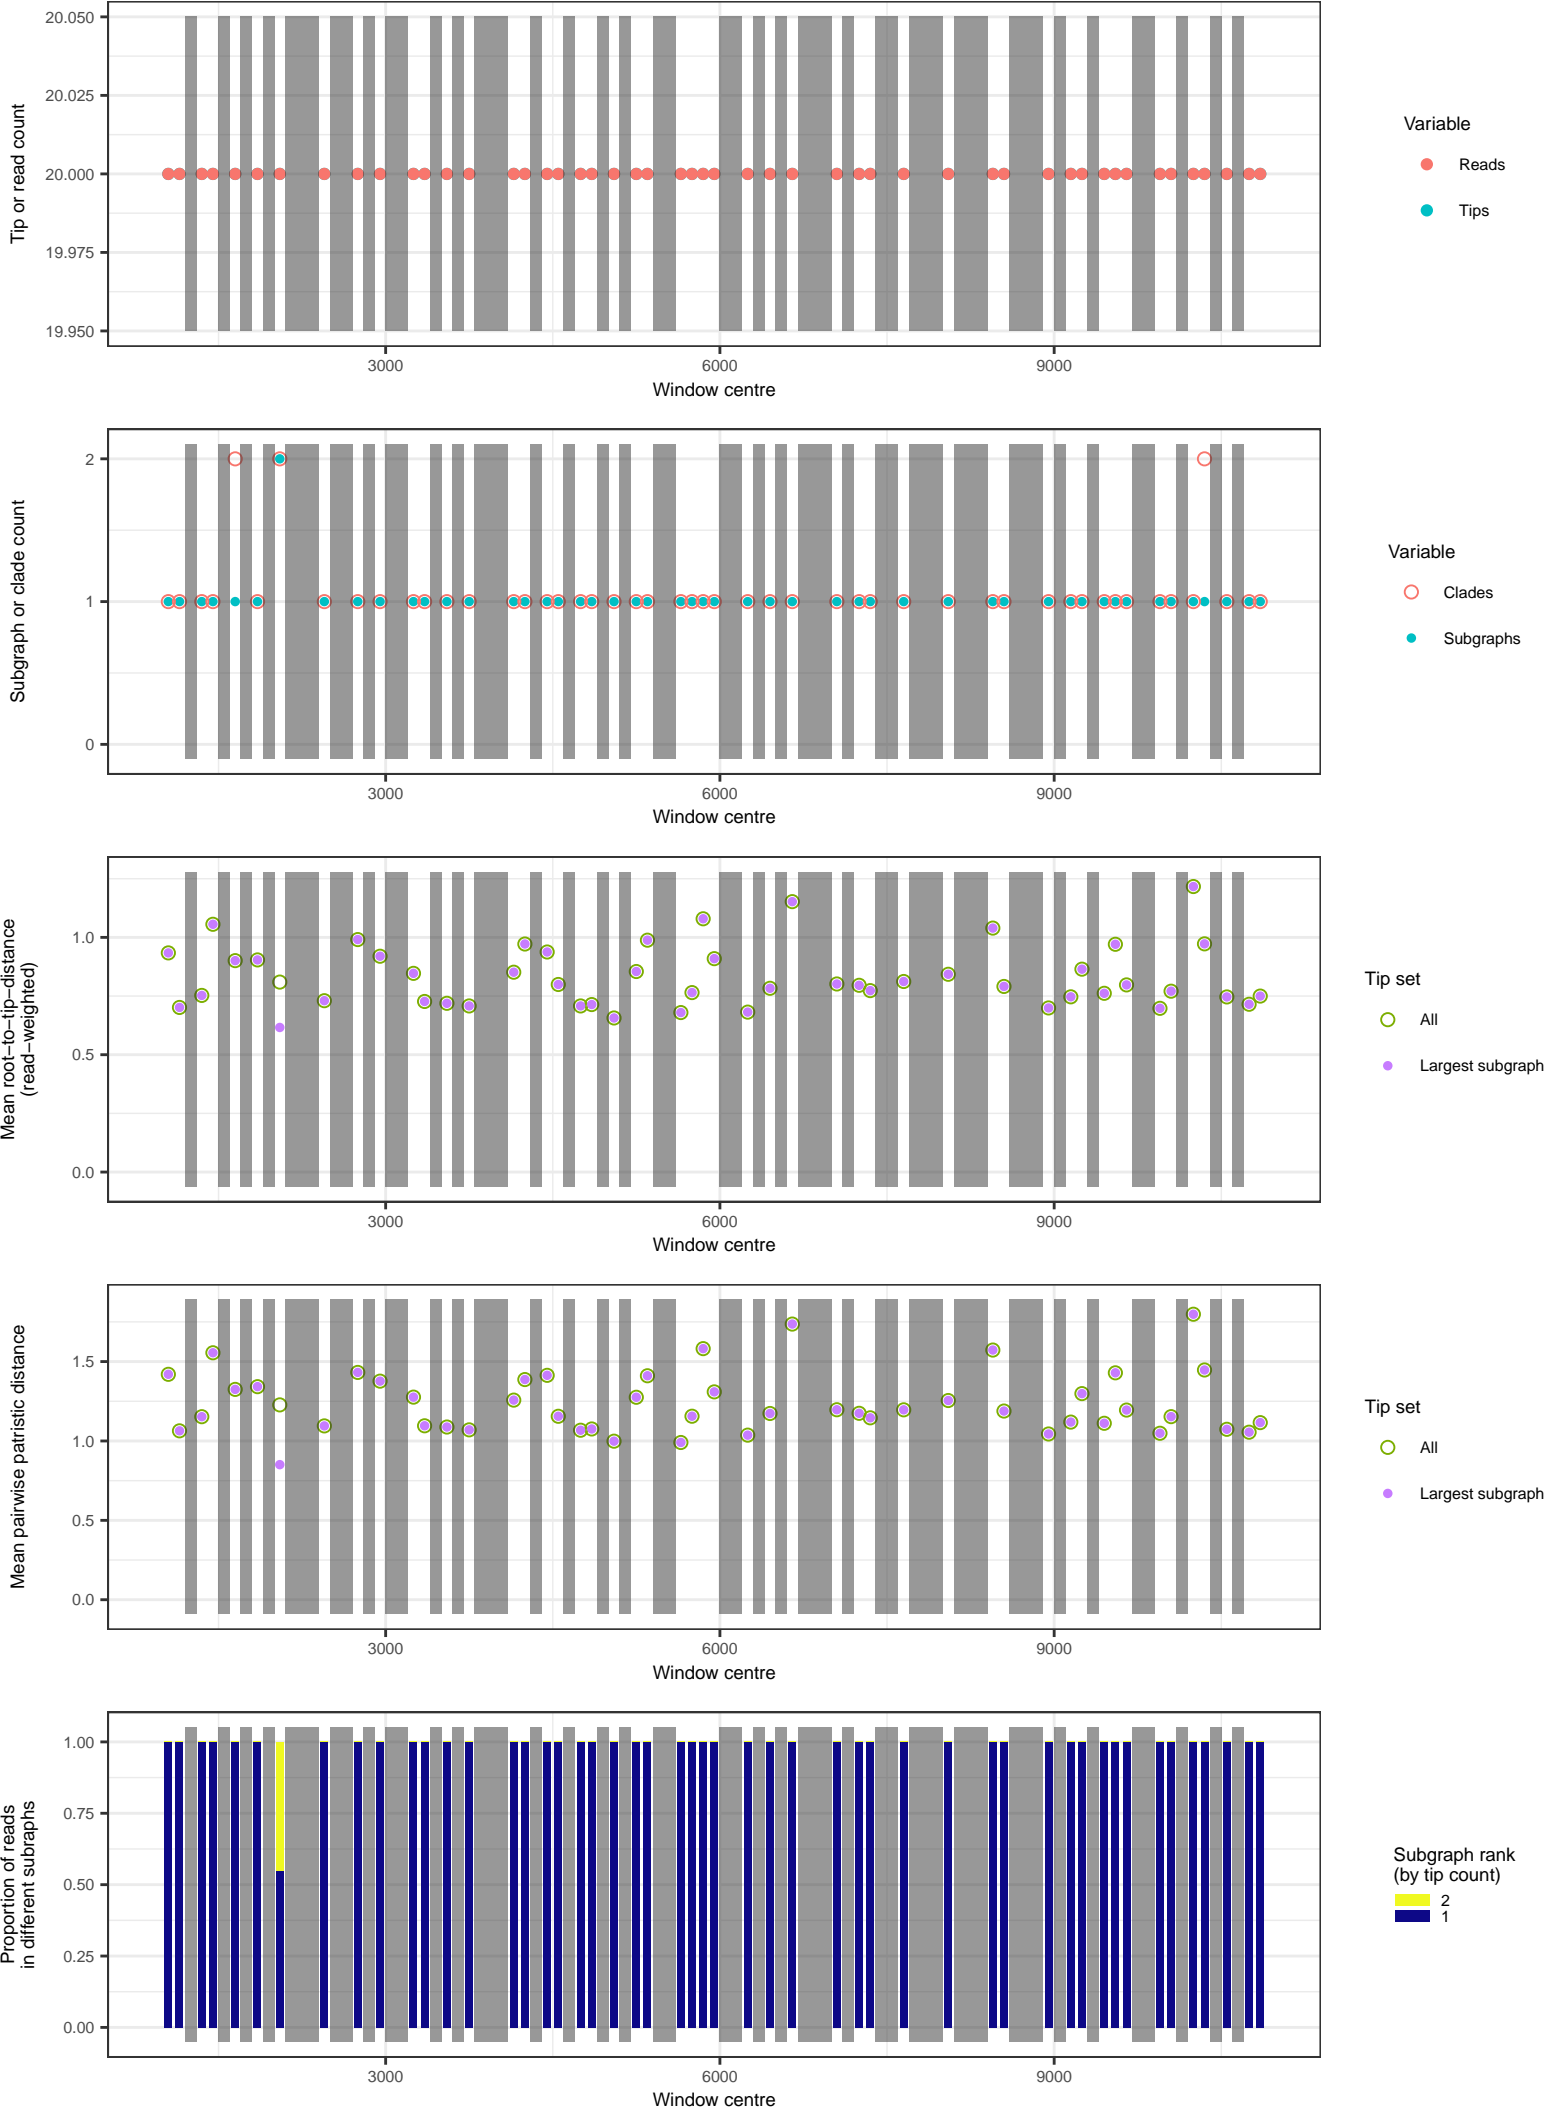 20.050
20.025
20.000
19.975
19.950
Tip or read count
3000
6000
9000
Window centre
Variable
Reads
Tips
2
1
0
Subgraph or clade count
3000
6000
9000
Window centre
Variable
Clades
Subgraphs
1.0
0.5
0.0
Mean root−to−tip−distance
(read−weighted)
3000
6000
9000
Window centre
Tip set
All
Largest subgraph
1.5
1.0
0.5
0.0
Mean pairwise patristic distance
3000
6000
9000
Window centre
Tip set
All
Largest subgraph
1.00
0.75
0.50
0.25
0.00
Proportion of reads
in different subraphs
3000
6000
9000
Window centre
Subgraph rank
(by tip count)
2
1